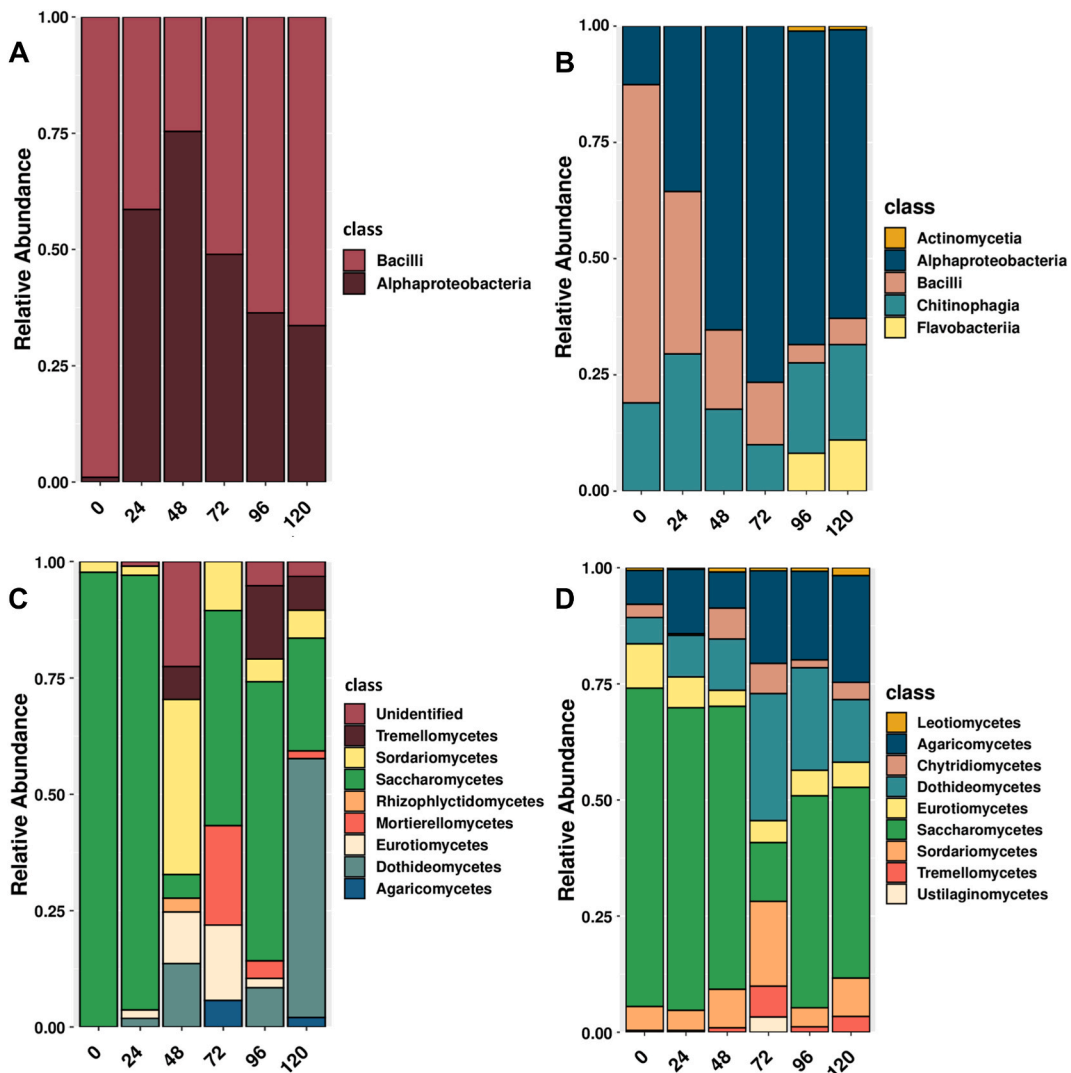 A
Relative Abundance
1.00
0.75
0.50
0.25
0.00
0 24 48 72 96 120
class
Bacilli
Alphaproteobacteria
B
Relative Abundance
1.00
0.75
0.50
0.25
0.00
0 24 48 72 96 120
class
Actinomycetia
Alphaproteobacteria
Bacilli
Chitinophagia
Flavobacteriia
C
Relative Abundance
1.00
0.75
0.50
0.25
0.00
0 24 48 72 96 120
class
Unidentified
Tremellomycetes
Sordariomycetes
Saccharomycetes
Rhizophlyctidomycetes
Mortierellomycetes
Eurotiomycetes
Dothideomycetes
Agaricomycetes
D
Relative Abundance
1.00
0.75
0.50
0.25
0.00
0 24 48 72 96 120
class
Leotiomycetes
Agaricomycetes
Chytridiomycetes
Dothideomycetes
Eurotiomycetes
Saccharomycetes
Sordariomycetes
Tremellomycetes
Ustilaginomycetes